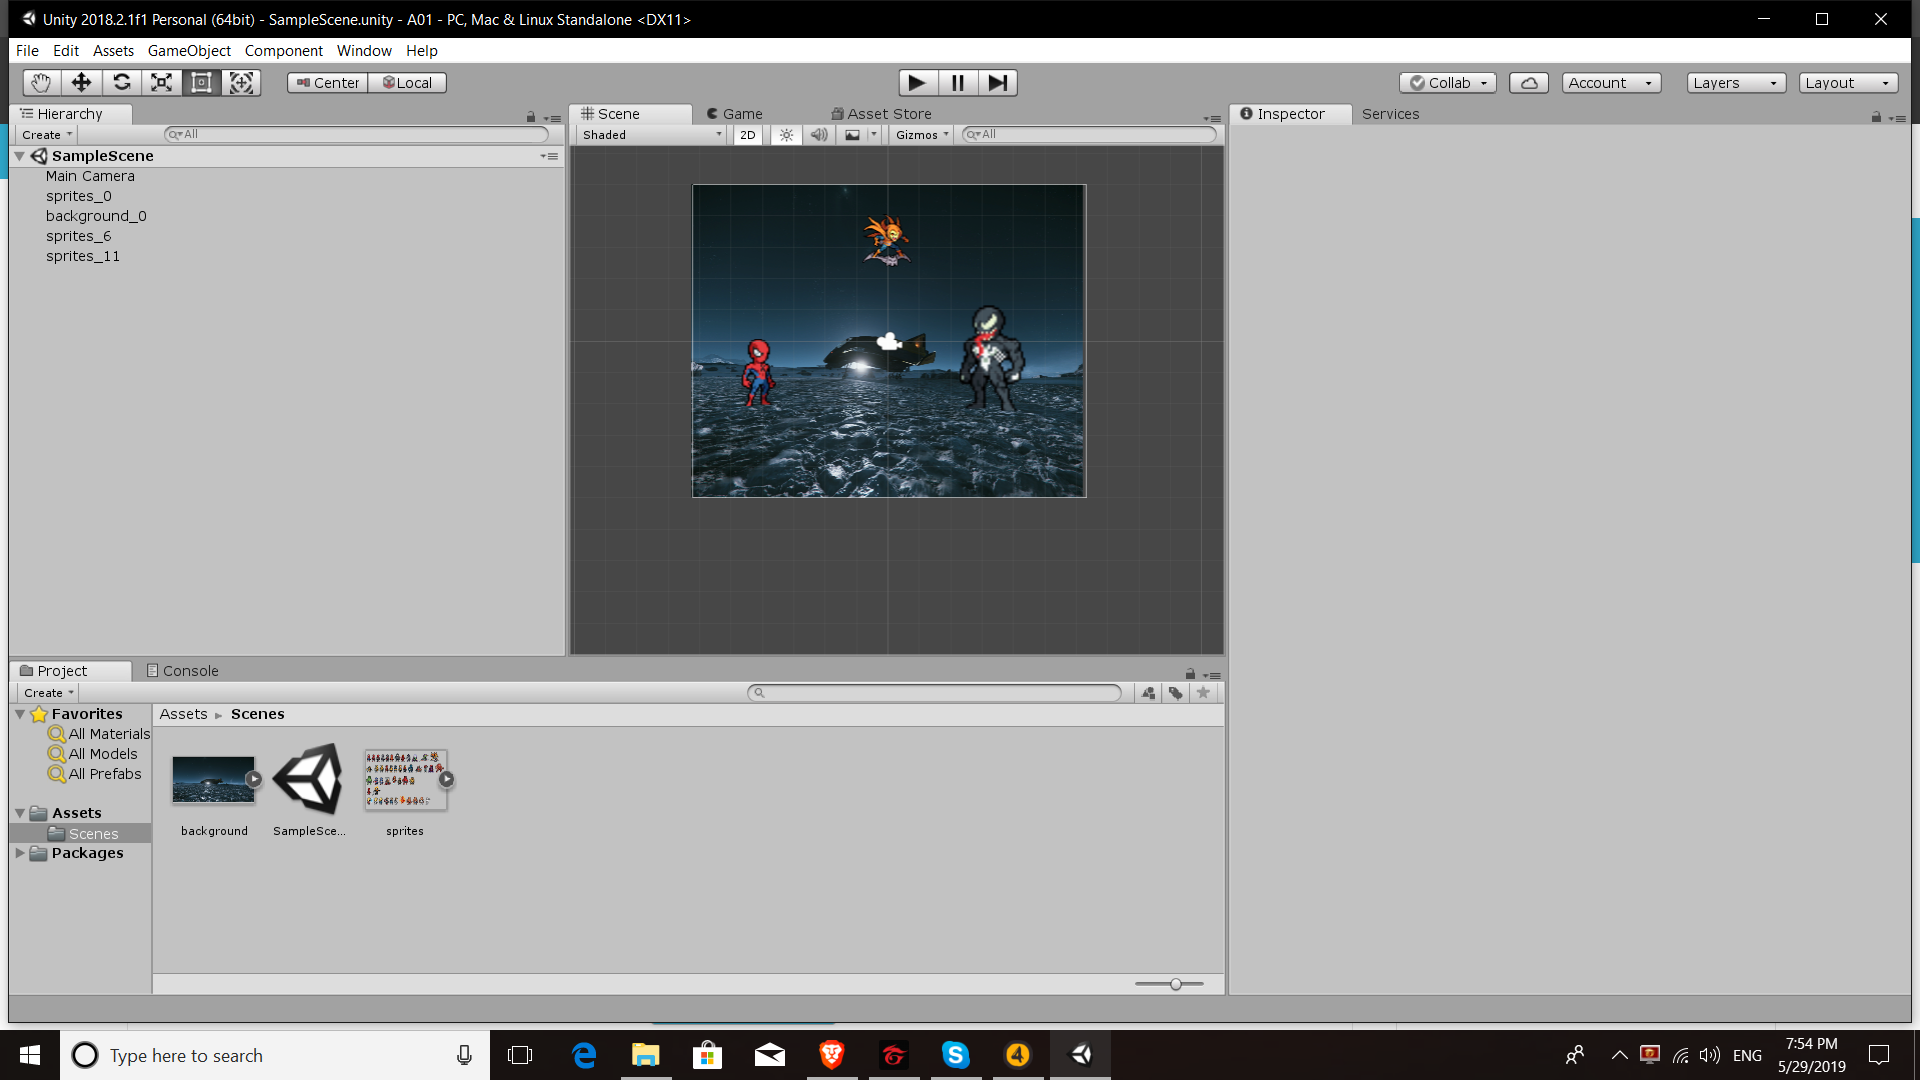 Unity 2018.2.1f1 Personal (64bit) - SampleScene.unity - A01 - PC, Mac & Linux Standalone <DX11>
File Edit Assets GameObject Component Window Help
Center Local Collab Account Layers Layout
Hierarchy
Create All
SampleScene
Main Camera
sprites_0
background_0
sprites_6
sprites_11
Scene Game Asset Store
Shaded 2D Gizmos All
Inspector Services
Project Console
Create
Favorites
All Materials
All Models
All Prefabs
Assets
Scenes
Packages
Assets Scenes
background SampleSce... sprites
Type here to search
4
ENG
7:54 PM
5/29/2019